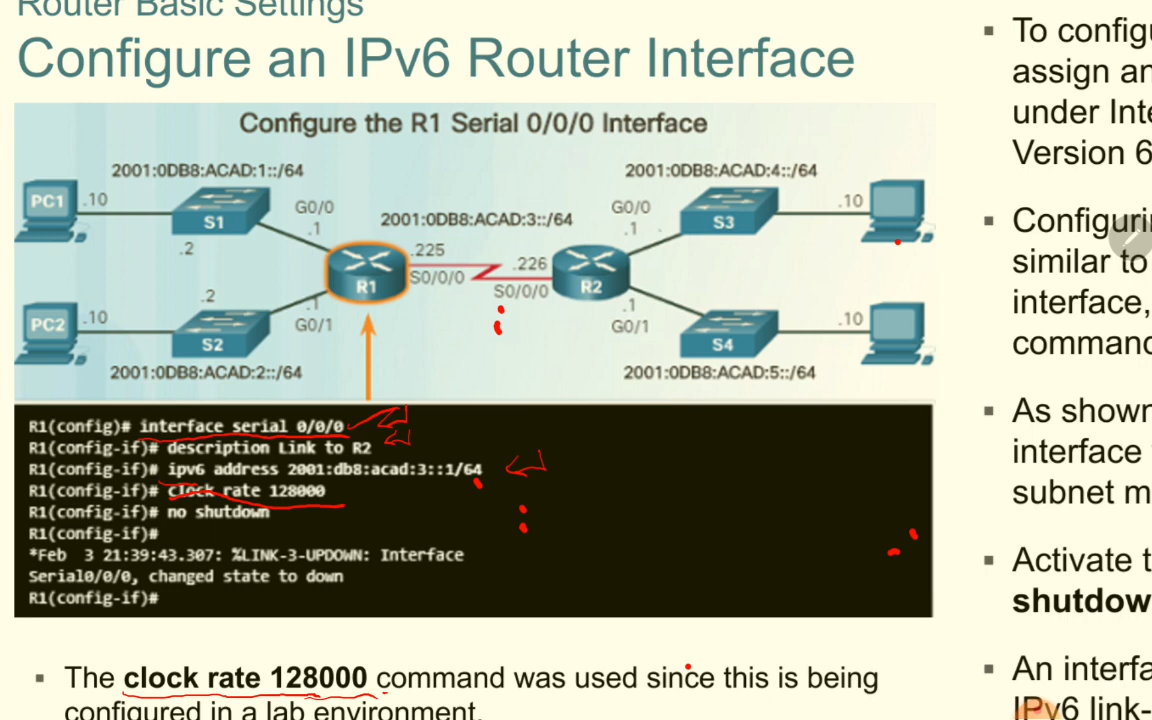 Router Basic Settings
Configure an IPv6 Router Interface
Configure the R1 Serial 0/0/0 Interface
2001:0DB8:ACAD:1::/64
2001:0DB8:ACAD:4::/64
PC1
.10
S1
G0/0
.1
.2
2001:0DB8:ACAD:3::/64
G0/0
.1
S3
.10
.225
S0/0/0
R1
.226
S0/0/0
R2
PC2
.10
.2
S2
.1
G0/1
.1
G0/1
S4
.10
2001:0DB8:ACAD:2::/64
2001:0DB8:ACAD:5::/64
R1(config)# interface serial 0/0/0
R1(config-if)# description Link to R2
R1(config-if)# ipv6 address 2001:db8:acad:3::1/64
R1(config-if)# clock rate 128000
R1(config-if)# no shutdown
R1(config-if)#
*Feb 3 21:39:43.307: %LINK-3-UPDOWN: Interface
Serial0/0/0, changed state to down
R1(config-if)#
▪ The clock rate 128000 command was used since this is being
configured in a lab environment.
▪ To config
assign an
under Int
Version 6
▪ Configurin
similar to
interface,
command
▪ As shown
interface
subnet m
▪ Activate t
shutdow
▪ An interfa
IPv6 link-